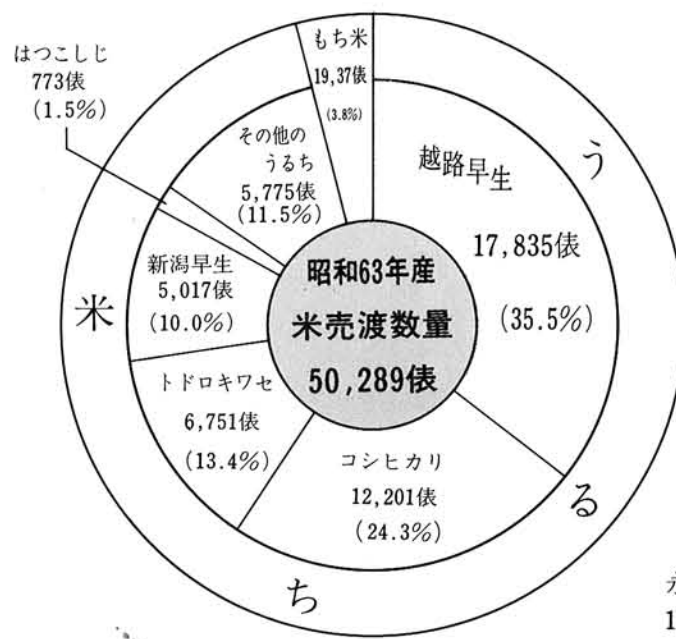 昭和63年産
米売渡数量
50,289俵
うるち米
越路早生
17,835俵
(35.5%)
コシヒカリ
12,201俵
(24.3%)
トドロキワセ
6,751俵
(13.4%)
新潟早生
5,017俵
(10.0%)
はつこしじ
773俵
(1.5%)
その他の
うるち
5,775俵
(11.5%)
もち米
19,37俵
(3.8%)
1